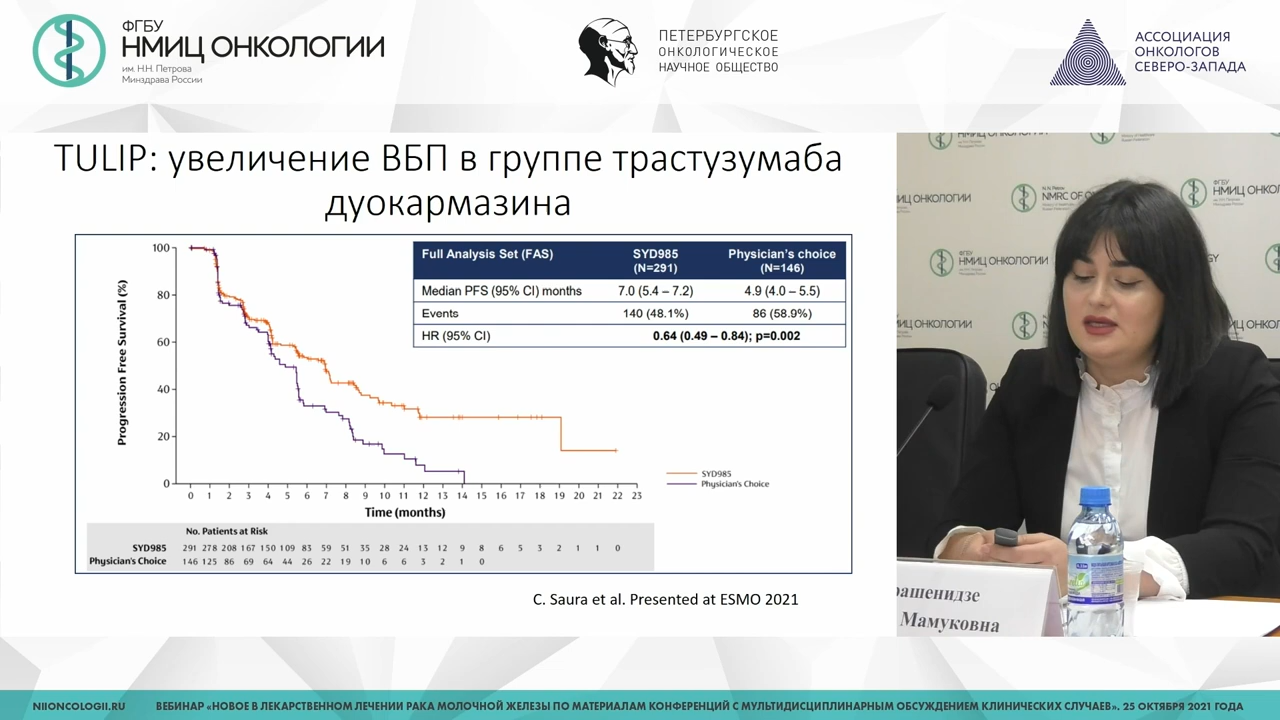 ФГБУ
НМИЦ ОНКОЛОГИИ
им. Н.Н. Петрова
Минздрава России
ПЕТЕРБУРГСКОЕ
ОНКОЛОГИЧЕСКОЕ
НАУЧНОЕ ОБЩЕСТВО
АССОЦИАЦИЯ
ОНКОЛОГОВ
СЕВЕРО-ЗАПАДА
TULIP: увеличение ВБП в группе трастузумаба
дуокармазина
Full Analysis Set (FAS) SYD985 (N=291) Physician's choice (N=146)
Median PFS (95% CI) months 7.0 (5.4 – 7.2) 4.9 (4.0 – 5.5)
Events 140 (48.1%) 86 (58.9%)
HR (95% CI) 0.64 (0.49 – 0.84); p=0.002
Progression Free Survival (%)
100
80
60
40
20
0
0 1 2 3 4 5 6 7 8 9 10 11 12 13 14 15 16 17 18 19 20 21 22 23
Time (months)
SYD985
Physician's Choice
No. Patients at Risk
SYD985 291 278 208 167 150 109 83 59 51 35 28 24 13 12 9 8 6 5 3 2 1 1 0
Physician's Choice 146 125 86 69 64 44 26 22 19 10 6 6 3 2 1 0
C. Saura et al. Presented at ESMO 2021
НМИЦ ОНКОЛОГИИ
NMRC OF
ФГБУ
НМИЦ ОНКОЛОГИИ
рашенидзе
Мамуковна
NIIONCOLOGII.RU
ВЕБИНАР «НОВОЕ В ЛЕКАРСТВЕННОМ ЛЕЧЕНИИ РАКА МОЛОЧНОЙ ЖЕЛЕЗЫ ПО МАТЕРИАЛАМ КОНФЕРЕНЦИЙ С МУЛЬТИДИСЦИПЛИНАРНЫМ ОБСУЖДЕНИЕМ КЛИНИЧЕСКИХ СЛУЧАЕВ». 25 ОКТЯБРЯ 2021 ГОДА